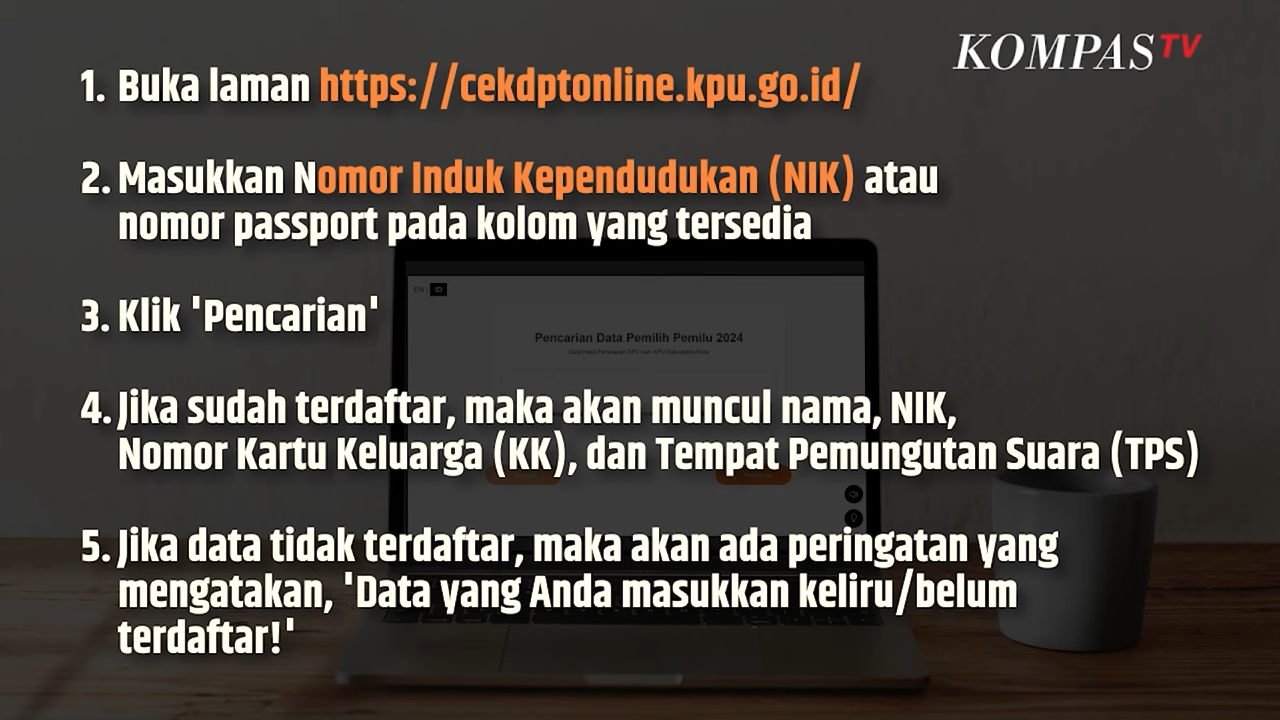 KOMPAS TV
1. Buka laman https://cekdptonline.kpu.go.id/
2. Masukkan Nomor Induk Kependudukan (NIK) atau
nomor passport pada kolom yang tersedia
EN | ID
3. Klik 'Pencarian'
Pencarian Data Pemilih Pemilu 2024
4. Jika sudah terdaftar, maka akan muncul nama, NIK,
Nomor Kartu Keluarga (KK), dan Tempat Pemungutan Suara (TPS)
5. Jika data tidak terdaftar, maka akan ada peringatan yang
mengatakan, 'Data yang Anda masukkan keliru/belum
terdaftar!'